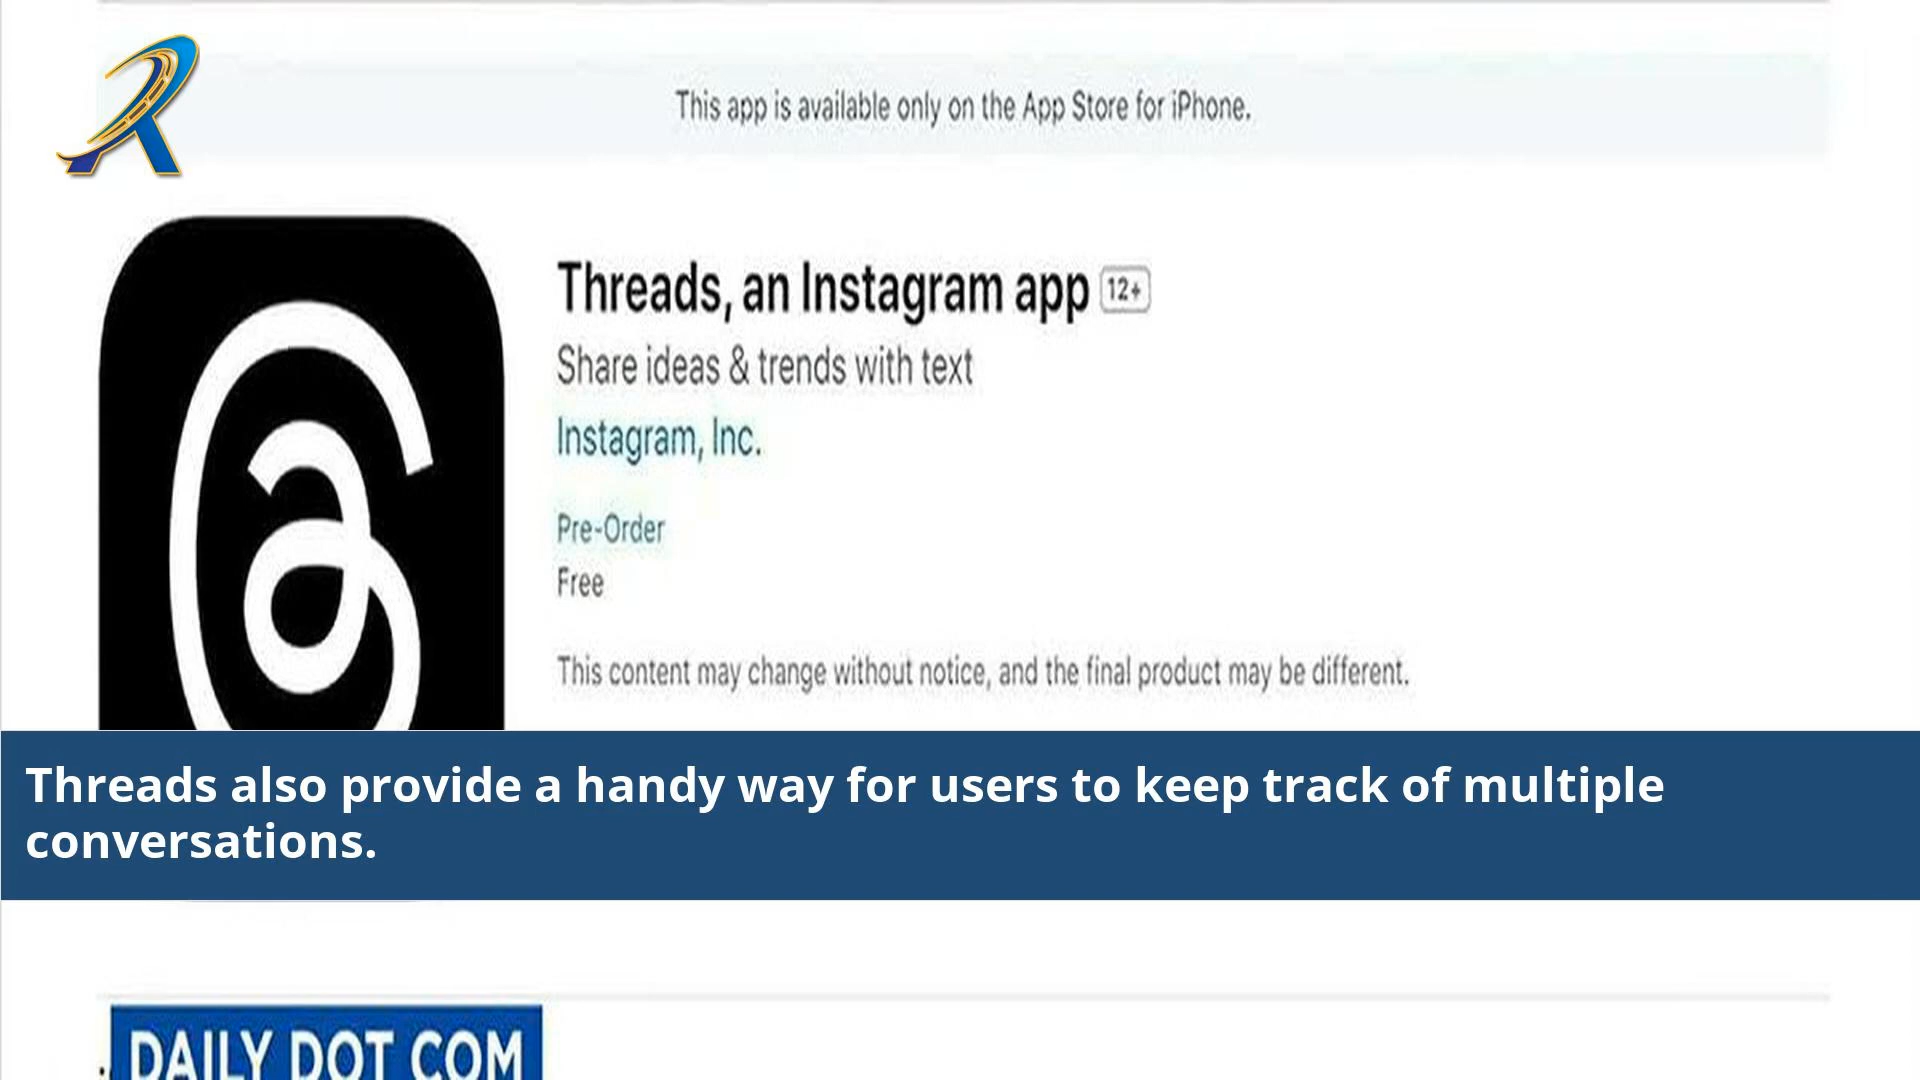 This app is available only on the App Store for iPhone.
Threads, an Instagram app 12+
Share ideas & trends with text
Instagram, Inc.
Pre-Order
Free
This content may change without notice, and the final product may be different.
Threads also provide a handy way for users to keep track of multiple
conversations.
DAILY DOT COM